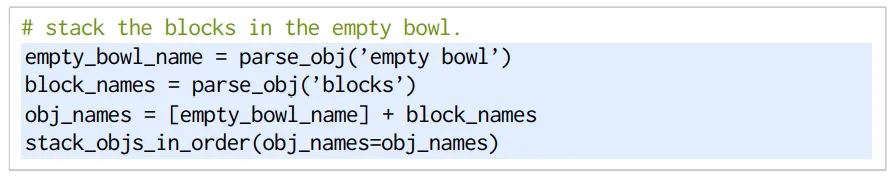 # stack the blocks in the empty bowl.
empty_bowl_name = parse_obj(’empty bowl’)
block_names = parse_obj(’blocks’)
obj_names = [empty_bowl_name] + block_names
stack_objs_in_order(obj_names=obj_names)